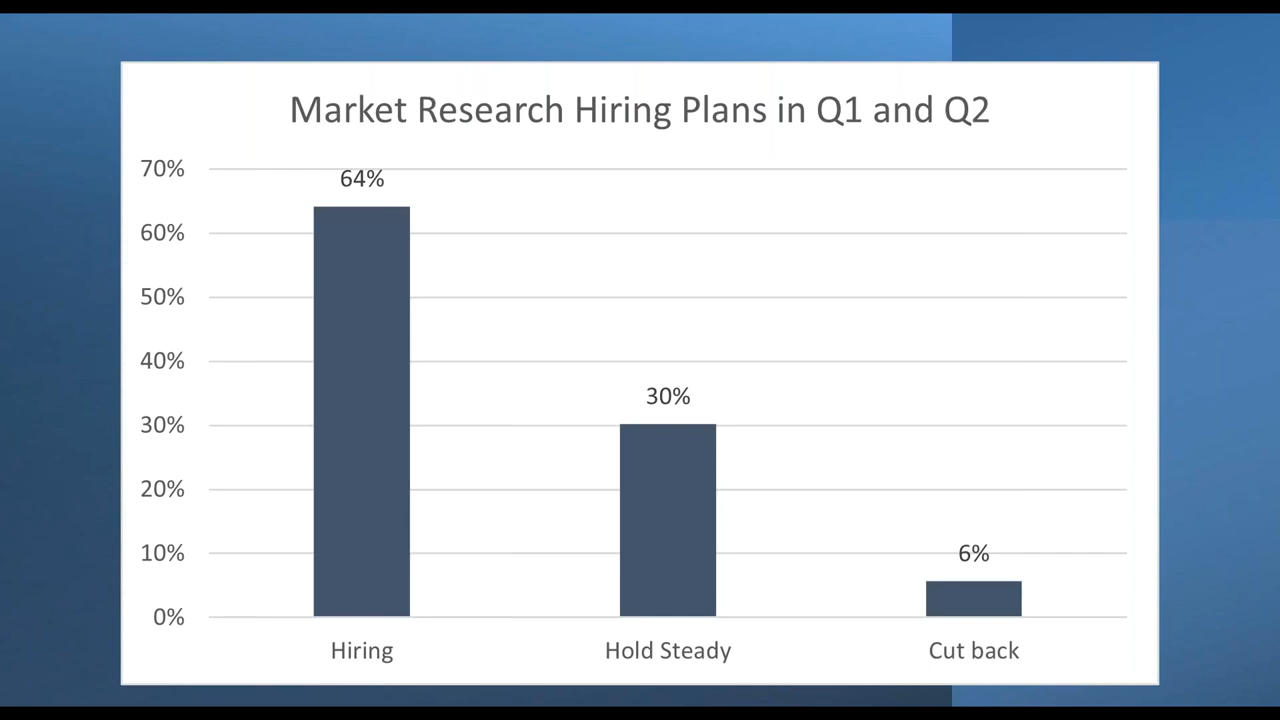 Market Research Hiring Plans in Q1 and Q2
70%
64%
60%
50%
40%
30%
30%
20%
10%
6%
0%
Hiring
Hold Steady
Cut back